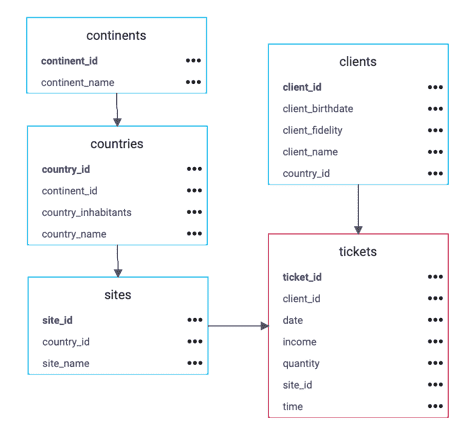 continents
continent_id
continent_name
countries
country_id
continent_id
country_inhabitants
country_name
sites
site_id
country_id
site_name
clients
client_id
client_birthdate
client_fidelity
client_name
country_id
tickets
ticket_id
client_id
date
income
quantity
site_id
time